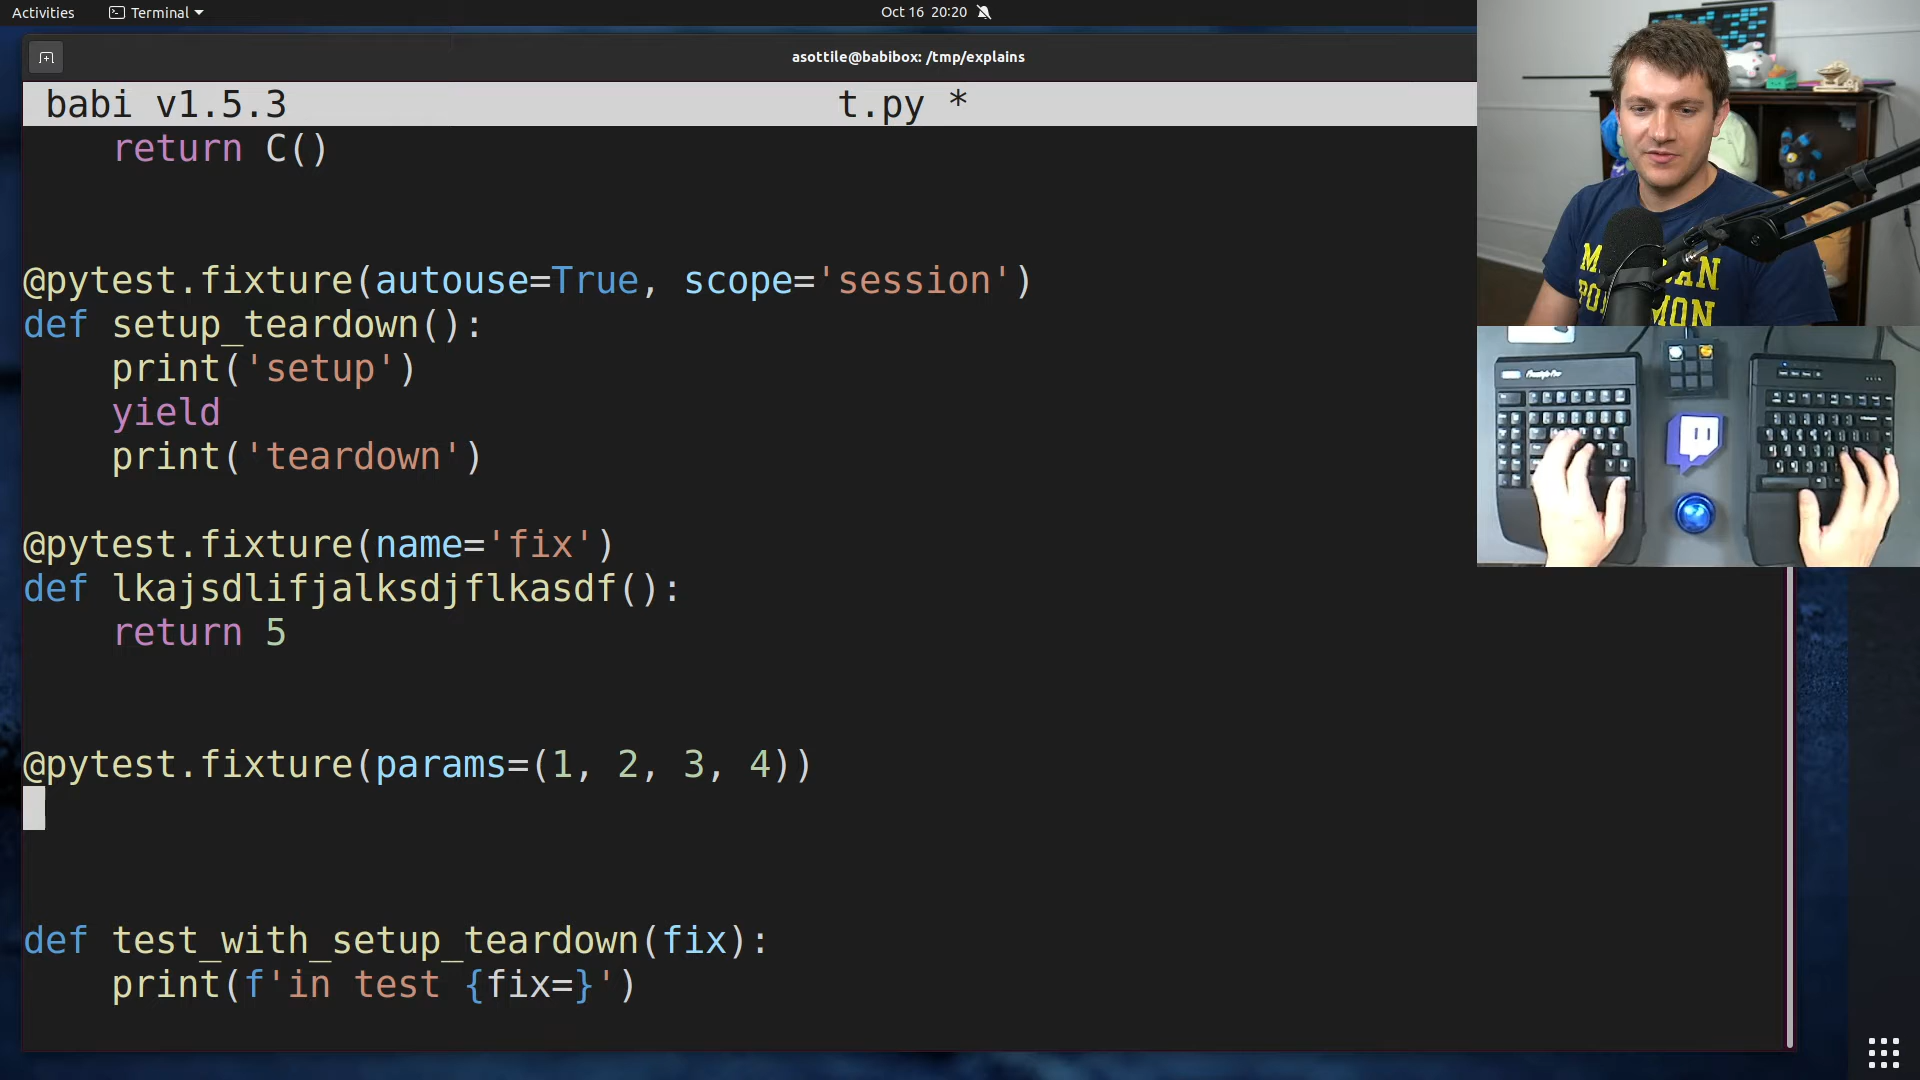 Activities
Terminal
Oct 16 20:20
asottile@babibox: /tmp/explains
babi v1.5.3
t.py *
return C()
@pytest.fixture(autouse=True, scope='session')
def setup_teardown():
print('setup')
yield
print('teardown')
@pytest.fixture(name='fix')
def lkajsdlifjalksdjflkasdf():
return 5
@pytest.fixture(params=(1, 2, 3, 4))
def test_with_setup_teardown(fix):
print(f'in test {fix=}')